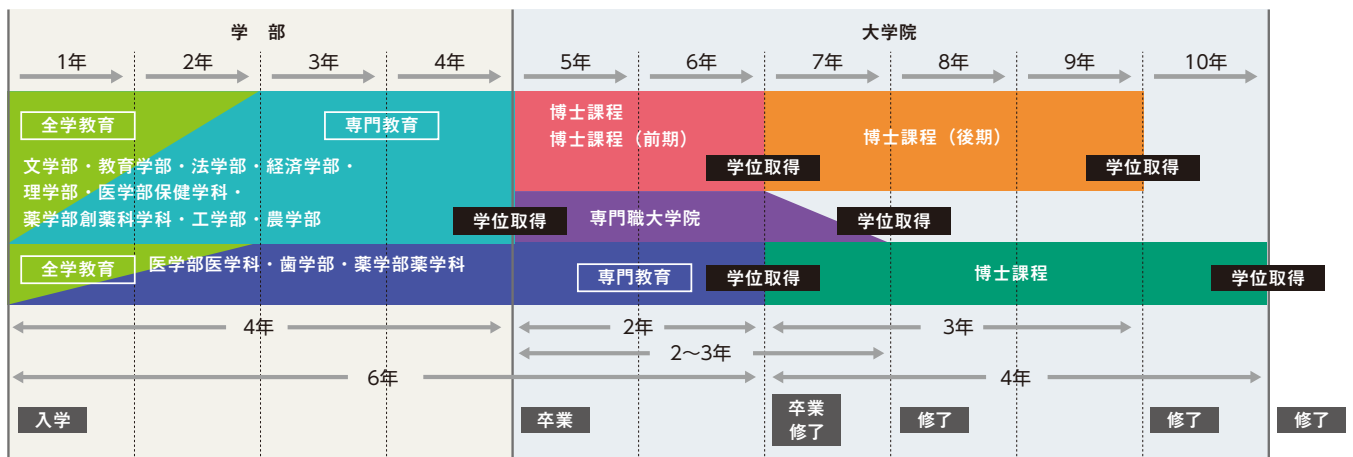 学 部
大学院
1年
2年
3年
4年
5年
6年
7年
8年
9年
10年
全学教育
専門教育
文学部・教育学部・法学部・経済学部・
理学部・医学部保健学科・
薬学部創薬科学科・工学部・農学部
学位取得
博士課程
博士課程（前期）
学位取得
博士課程（後期）
学位取得
専門職大学院
学位取得
全学教育
医学部医学科・歯学部・薬学部薬学科
専門教育
学位取得
博士課程
学位取得
4年
2年
3年
2～3年
6年
4年
入学
卒業
卒業
修了
修了
修了
修了